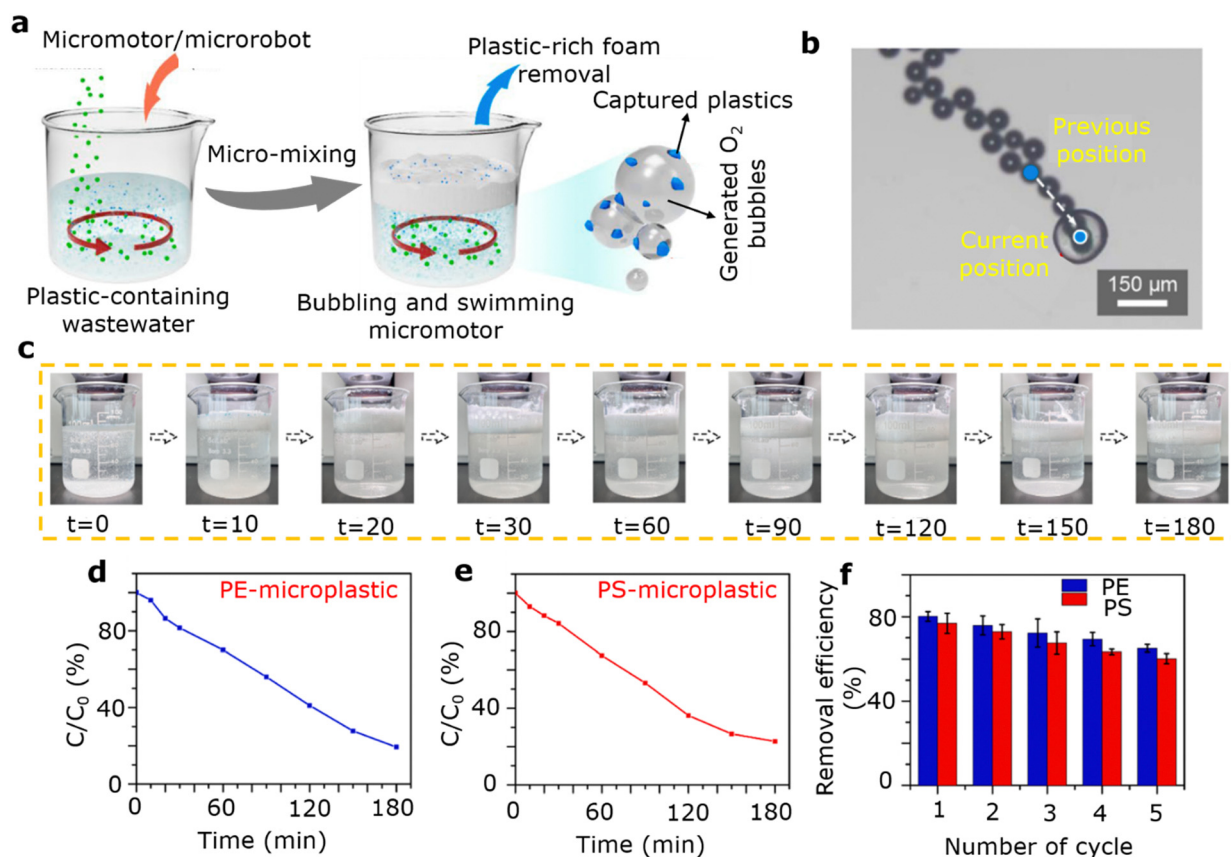 a
Micromotor/microrobot
Plastic-rich foam
removal
Captured plastics
Micro-mixing
Generated O₂
bubbles
Plastic-containing
wastewater
Bubbling and swimming
micromotor
b
Previous
position
Current
position
150 µm
c
t=0
t=10
t=20
t=30
t=60
t=90
t=120
t=150
t=180
d
PE-microplastic
C/C₀ (%)
80
40
0
0
60
120
180
Time (min)
e
PS-microplastic
C/C₀ (%)
80
40
0
0
60
120
180
Time (min)
f
PE
PS
Removal efficiency
(%)
80
40
0
1
2
3
4
5
Number of cycle